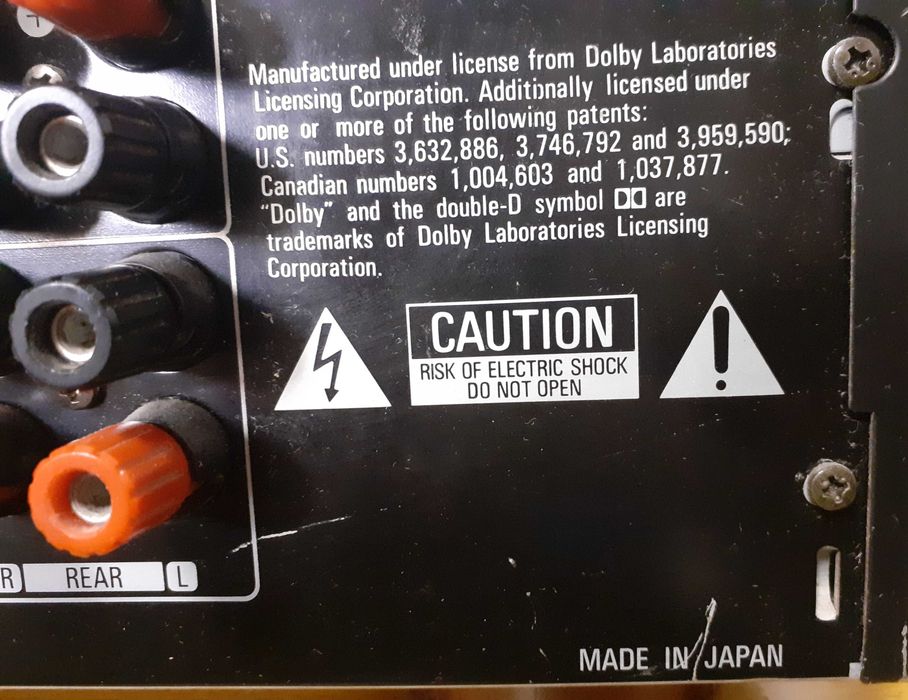 Manufactured under license from Dolby Laboratories
Licensing Corporation. Additionally licensed under
one or more of the following patents:
U.S. numbers 3,632,886, 3,746,792 and 3,959,590;
Canadian numbers 1,004,603 and 1,037,877.
“Dolby” and the double-D symbol are
trademarks of Dolby Laboratories Licensing
Corporation.
CAUTION
RISK OF ELECTRIC SHOCK
DO NOT OPEN
R REAR L
MADE IN JAPAN